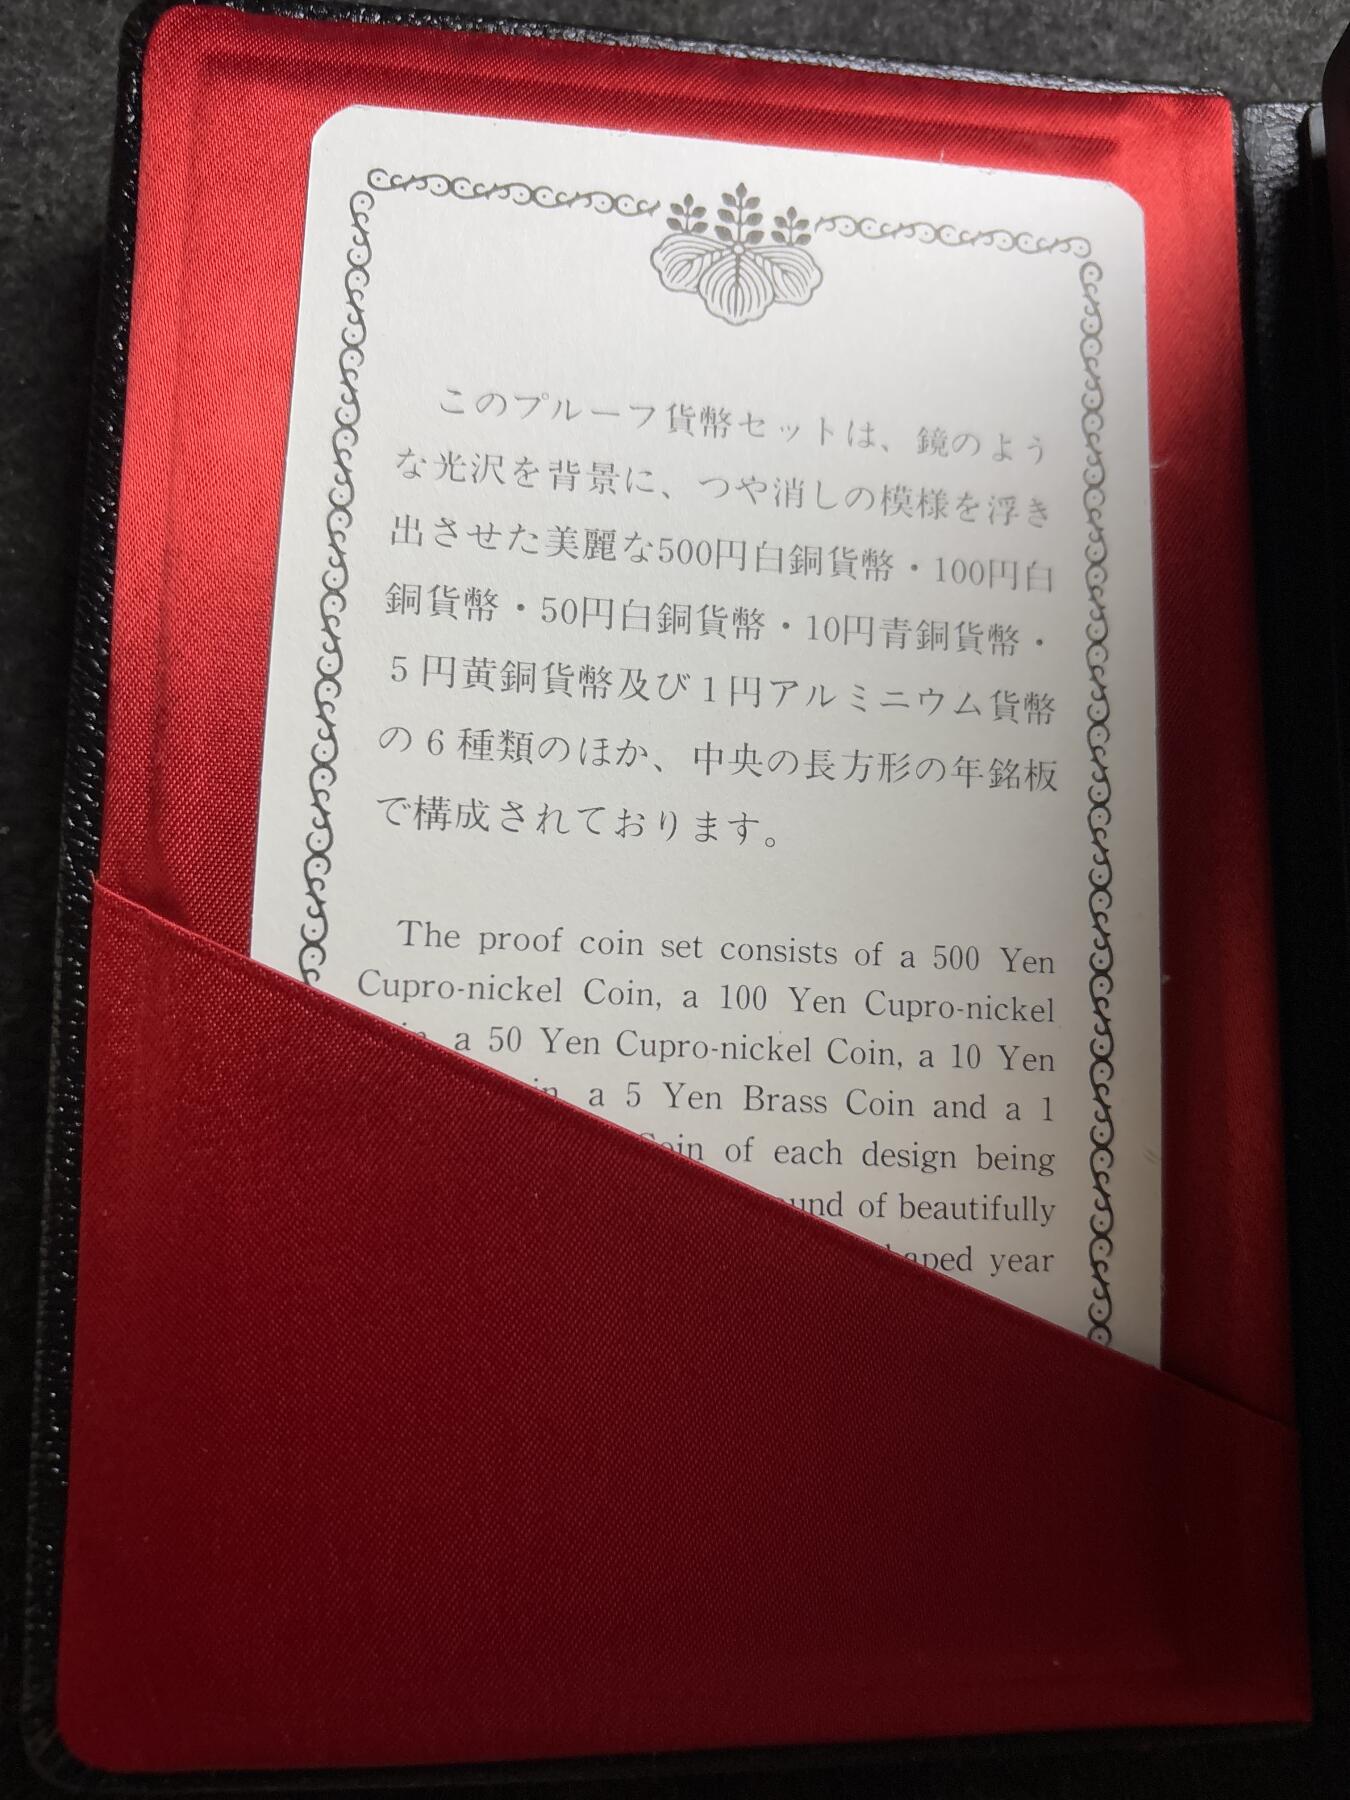 このプルーフ貨幣セットは、鏡のよう
な光沢を背景に、つや消しの模様を浮き
出させた美麗な500円白銅貨幣・100円白
銅貨幣・50円白銅貨幣・10円青銅貨幣・
5円黄銅貨幣及び1円アルミニウム貨幣
の6種類のほか、中央の長方形の年銘板
で構成されております。
The proof coin set consists of a 500 Yen
Cupro-nickel Coin, a 100 Yen Cupro-nickel
a 50 Yen Cupro-nickel Coin, a 10 Yen
a 5 Yen Brass Coin and a 1
of each design being
of beautifully
year